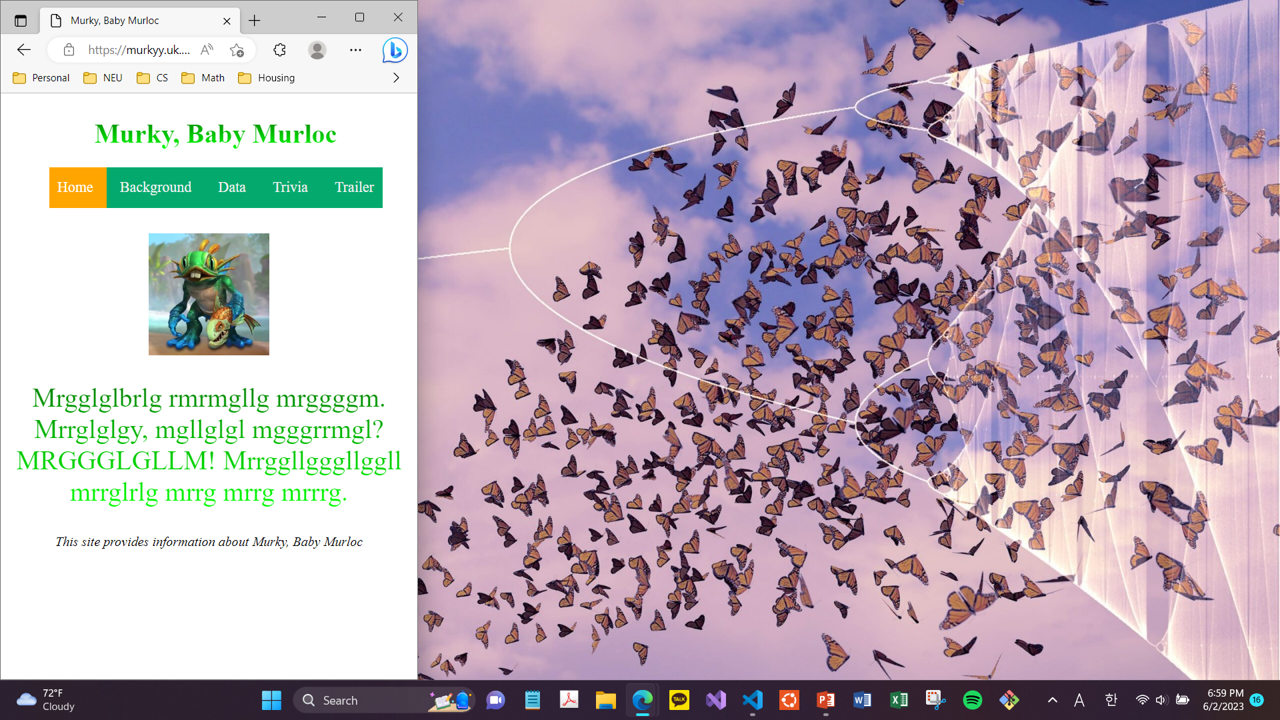 Murky, Baby Murloc
https://murkyy.uk....
Personal NEU CS Math Housing
Murky, Baby Murloc
Home Background Data Trivia Trailer
Mrgglglbrlg rmrmgllg mrggggm.
Mrrglglgy, mgllglgl mgggrrmgl?
MRGGGLGLLM! Mrrggllgggllggll
mrrglrlg mrrg mrrg mrrrg.
This site provides information about Murky, Baby Murloc
72°F
Cloudy
Search
TALK
A
한
6:59 PM
6/2/2023
16